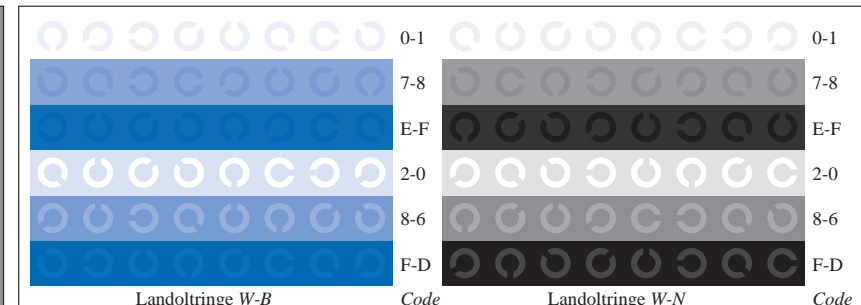 0-1 0-1
7-8 7-8
E-F E-F
2-0 2-0
8-6 8-6
F-D F-D
Landoltringe W-B Code Landoltringe W-N Code